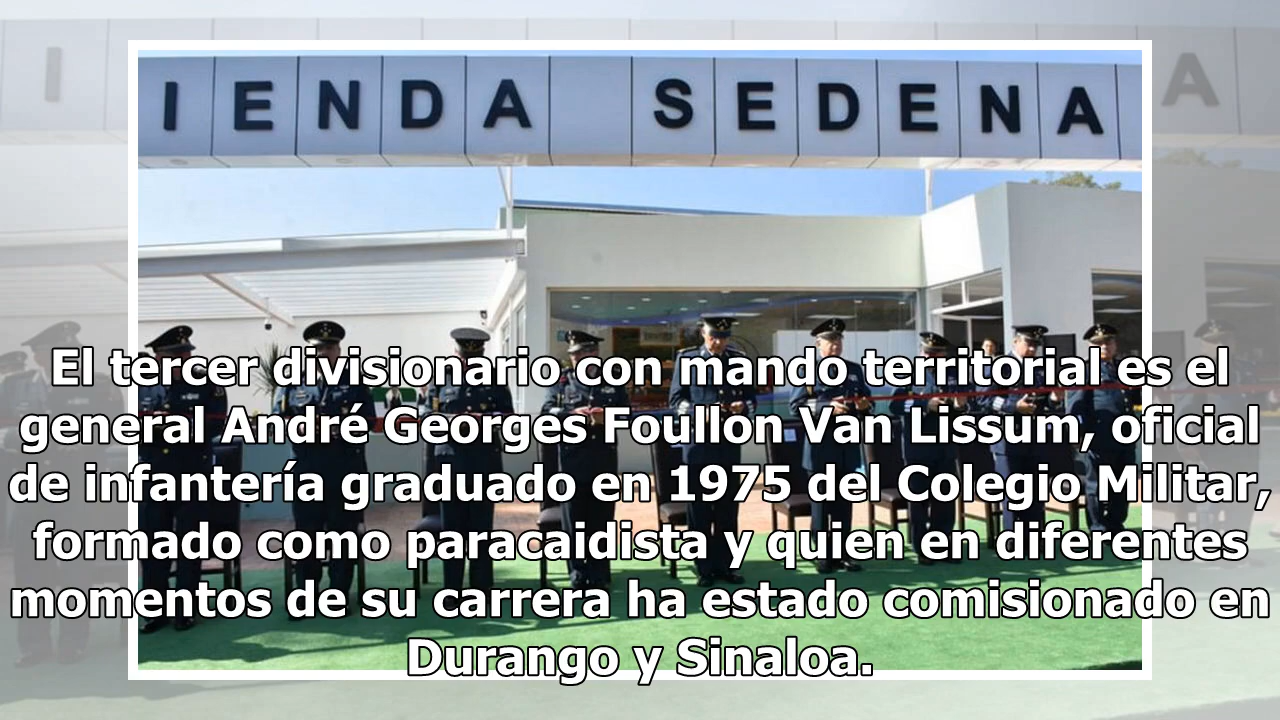 IENDA SEDENA
El tercer divisionario con mando territorial es el
general André Georges Foullon Van Lissum, oficial
de infantería graduado en 1975 del Colegio Militar,
formado como paracaidista y quien en diferentes
momentos de su carrera ha estado comisionado en
Durango y Sinaloa.